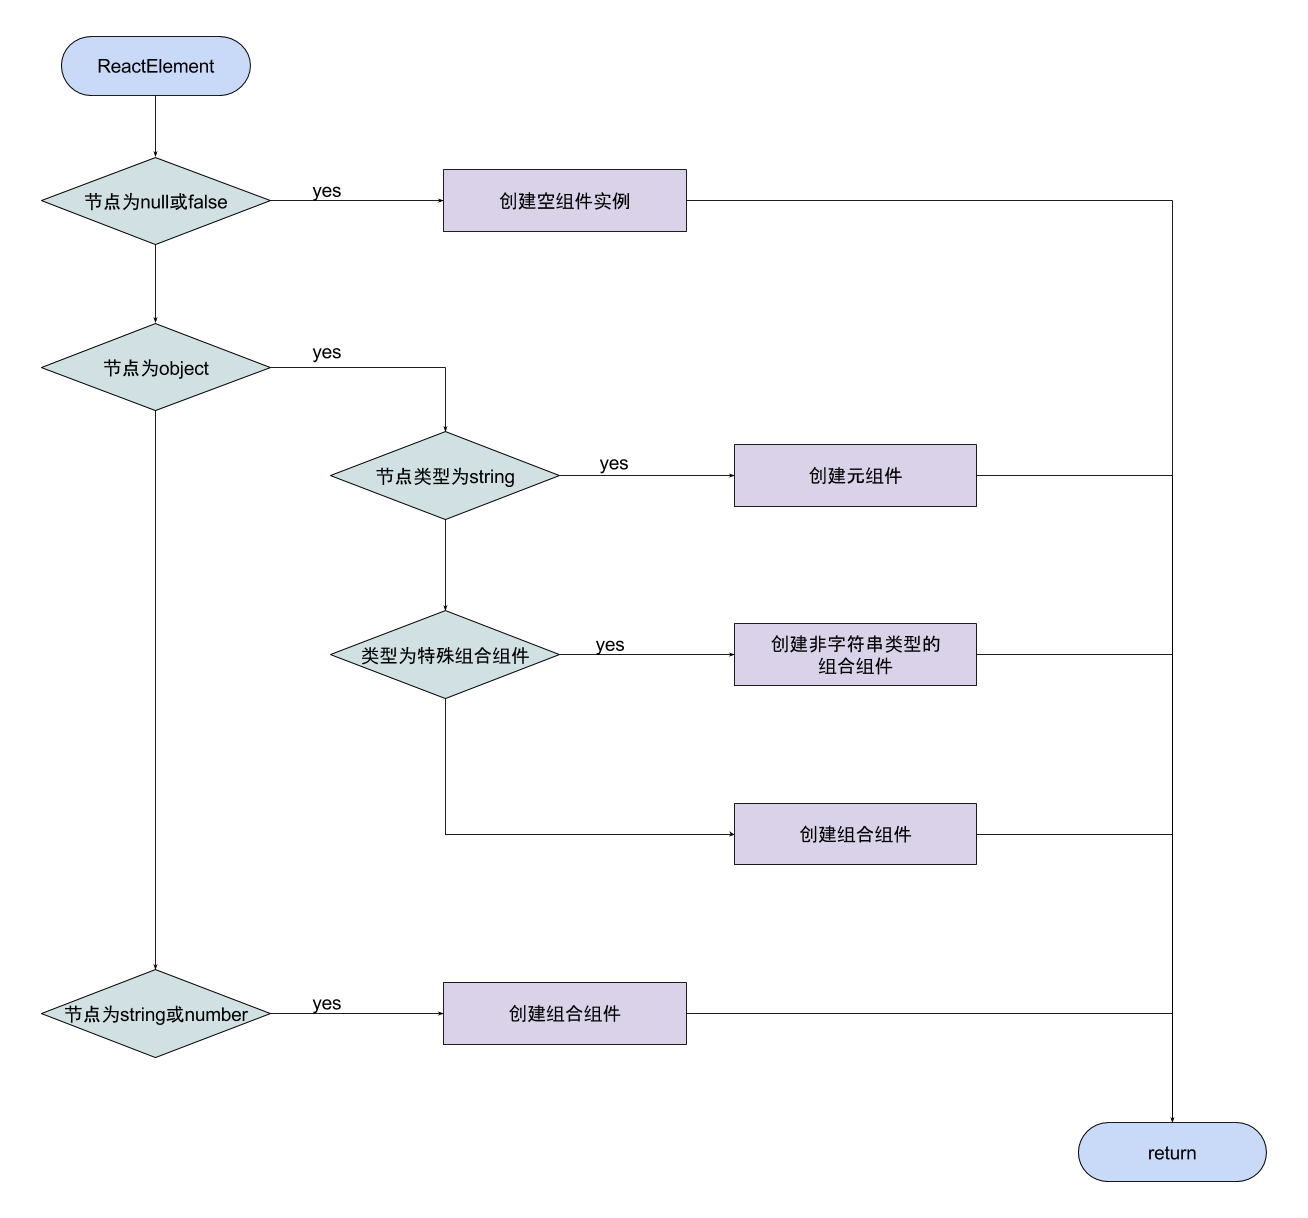 ReactElement
节点为null或false
yes
创建空组件实例
节点为object
yes
节点类型为string
yes
创建元组件
类型为特殊组合组件
yes
创建非字符串类型的
组合组件
创建组合组件
节点为string或number
yes
创建组合组件
return